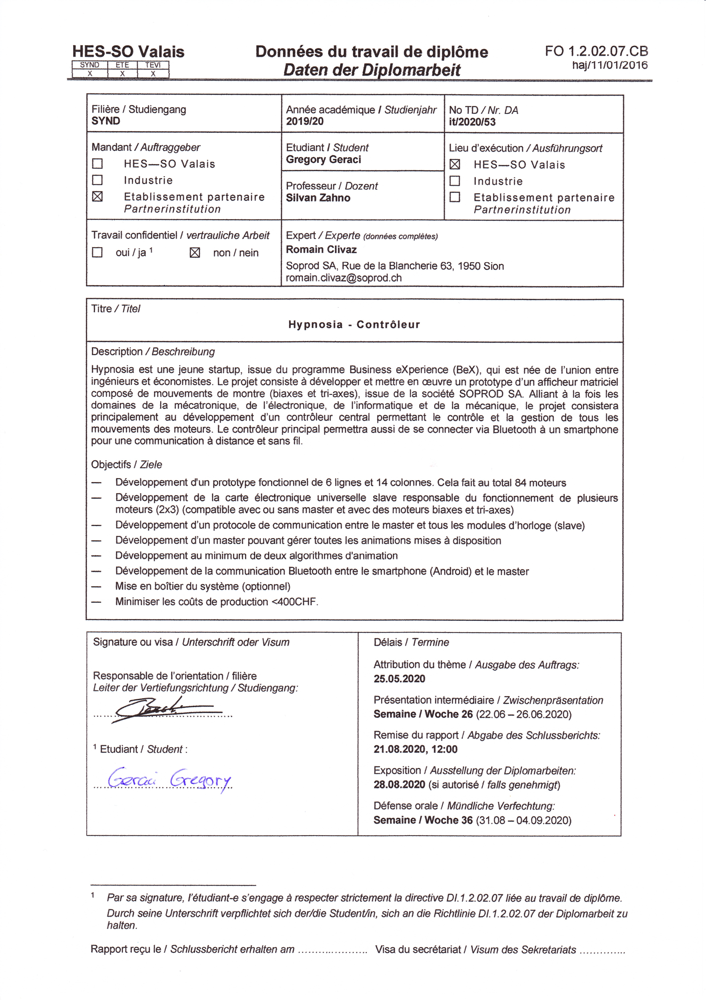 HES-SO Valais
SYND ETE TEVI
X X X
Données du travail de diplôme
Daten der Diplomarbeit
FO 1.2.02.07.CB
haj/11/01/2016
Filière / Studiengang
SYND
Année académique / Studienjahr
2019/20
No TD / Nr. DA
it/2020/53
Mandant / Auftraggeber
☐ HES—SO Valais
☐ Industrie
☒ Etablissement partenaire
Partnerinstitution
Etudiant / Student
Gregory Geraci
Professeur / Dozent
Silvan Zahno
Lieu d'exécution / Ausführungsort
☒ HES—SO Valais
☐ Industrie
☐ Etablissement partenaire
Partnerinstitution
Travail confidentiel / vertrauliche Arbeit
☐ oui / ja ¹ ☒ non / nein
Expert / Experte (données complètes)
Romain Clivaz
Soprod SA, Rue de la Blancherie 63, 1950 Sion
romain.clivaz@soprod.ch
Titre / Titel
Hypnosia - Contrôleur
Description / Beschreibung
Hypnosia est une jeune startup, issue du programme Business eXperience (BeX), qui est née de l'union entre
ingénieurs et économistes. Le projet consiste à développer et mettre en œuvre un prototype d'un afficheur matriciel
composé de mouvements de montre (biaxes et tri-axes), issue de la société SOPROD SA. Alliant à la fois les
domaines de la mécatronique, de l'électronique, de l'informatique et de la mécanique, le projet consistera
principalement au développement d'un contrôleur central permettant le contrôle et la gestion de tous les
mouvements des moteurs. Le contrôleur principal permettra aussi de se connecter via Bluetooth à un smartphone
pour une communication à distance et sans fil.
Objectifs / Ziele
— Développement d'un prototype fonctionnel de 6 lignes et 14 colonnes. Cela fait au total 84 moteurs
— Développement de la carte électronique universelle slave responsable du fonctionnement de plusieurs
moteurs (2x3) (compatible avec ou sans master et avec des moteurs biaxes et tri-axes)
— Développement d'un protocole de communication entre le master et tous les modules d'horloge (slave)
— Développement d'un master pouvant gérer toutes les animations mises à disposition
— Développement au minimum de deux algorithmes d'animation
— Développement de la communication Bluetooth entre le smartphone (Android) et le master
— Mise en boîtier du système (optionnel)
— Minimiser les coûts de production <400CHF.
Signature ou visa / Unterschrift oder Visum
Responsable de l'orientation / filière
Leiter der Vertiefungsrichtung / Studiengang:
¹ Etudiant / Student :
Geraci Gregory
Délais / Termine
Attribution du thème / Ausgabe des Auftrags:
25.05.2020
Présentation intermédiaire / Zwischenpräsentation
Semaine / Woche 26 (22.06 – 26.06.2020)
Remise du rapport / Abgabe des Schlussberichts:
21.08.2020, 12:00
Exposition / Ausstellung der Diplomarbeiten:
28.08.2020 (si autorisé / falls genehmigt)
Défense orale / Mündliche Verfechtung:
Semaine / Woche 36 (31.08 – 04.09.2020)
¹ Par sa signature, l'étudiant-e s'engage à respecter strictement la directive DI.1.2.02.07 liée au travail de diplôme.
Durch seine Unterschrift verpflichtet sich der/die Student/in, sich an die Richtlinie DI.1.2.02.07 der Diplomarbeit zu
halten.
Rapport reçu le / Schlussbericht erhalten am ..................... Visa du secrétariat / Visum des Sekretariats ..............